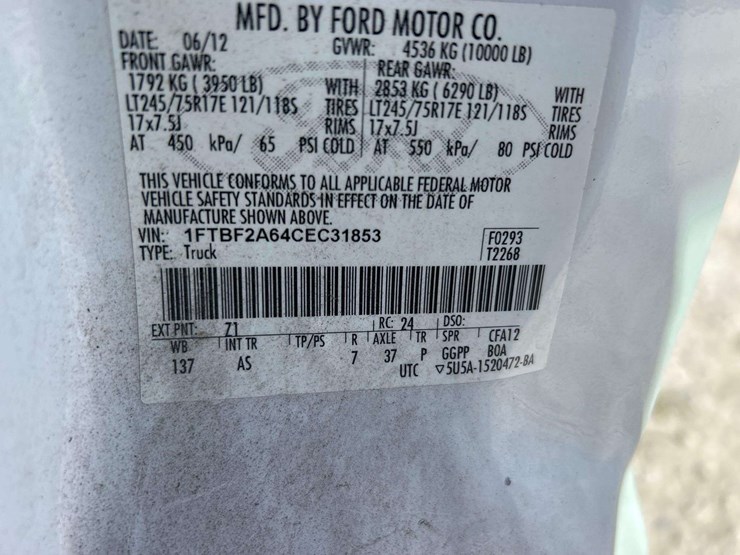 MFD. BY FORD MOTOR CO.
DATE: 06/12 GVWR: 4536 KG (10000 LB)
FRONT GAWR: REAR GAWR:
1792 KG ( 3950 LB) WITH 2853 KG ( 6290 LB) WITH
LT245/75R17E 121/118S TIRES LT245/75R17E 121/118S TIRES
17x7.5J RIMS 17x7.5J RIMS
AT 450 kPa/ 65 PSI COLD AT 550 kPa/ 80 PSI COLD
THIS VEHICLE CONFORMS TO ALL APPLICABLE FEDERAL MOTOR
VEHICLE SAFETY STANDARDS IN EFFECT ON THE DATE OF
MANUFACTURE SHOWN ABOVE.
VIN: 1FTBF2A64CEC31853 F0293
TYPE: Truck T2268
EXT PNT: Z1 RC: 24 DSO:
WB INT TR TP/PS R AXLE TR SPR CFA12
137 AS 7 37 P GGPP B0A
UTC ▽5U5A-1520472-BA